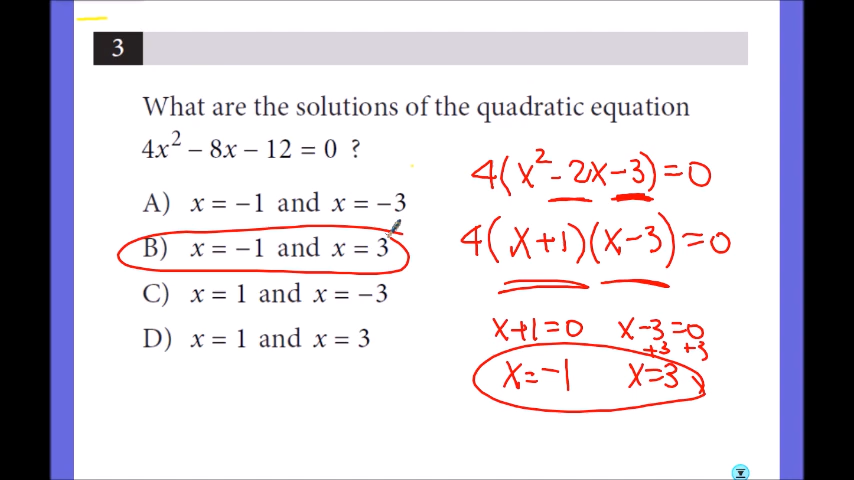 3
What are the solutions of the quadratic equation
4x² − 8x − 12 = 0 ?
A) x = −1 and x = −3
B) x = −1 and x = 3
C) x = 1 and x = −3
D) x = 1 and x = 3
4(x² - 2x - 3) = 0
4(x+1)(x-3) = 0
x+1=0 x-3=0
+3 +3
x=-1 x=3